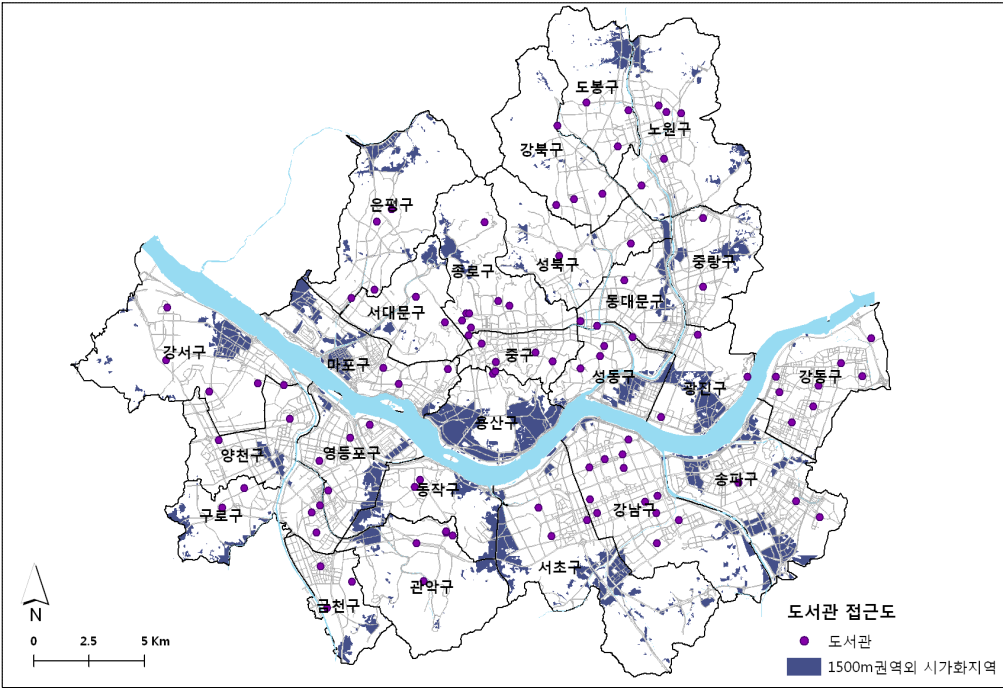 도봉구
노원구
강북구
은평구
성북구
종로구
중랑구
동대문구
서대문구
강서구
중구
마포구
성동구
강동구
광진구
용산구
양천구
영등포구
송파구
동작구
구로구
강남구
서초구
관악구
금천구
N
0 2.5 5 Km
도서관 접근도
도서관
1500m권역외 시가화지역